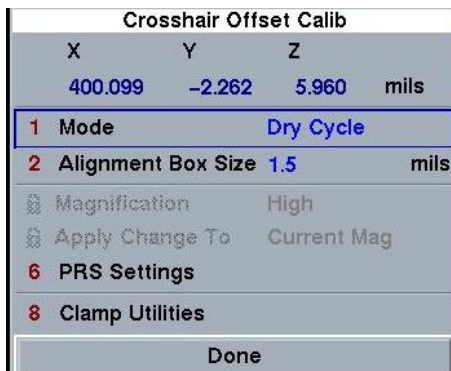 Crosshair Offset Calib
X Y Z
400.099 -2.262 5.960 mils
1 Mode Dry Cycle
2 Alignment Box Size 1.5 mils
Magnification High
Apply Change To Current Mag
6 PRS Settings
8 Clamp Utilities
Done